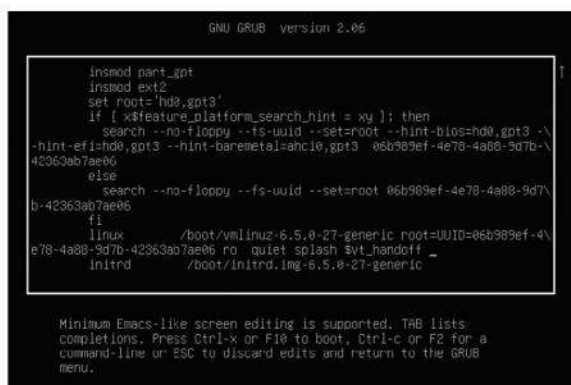 GNU GRUB version 2.06
insmod part_gpt
insmod ext2
set root='hd0,gpt3'
if [ x$feature_platform_search_hint = xy ]; then
search --no-floppy --fs-uuid --set=root --hint-bios=hd0,gpt3 -\
-hint-efi=hd0,gpt3 --hint-baremetal=ahci0,gpt3 06b989ef-4e78-4a88-9d7b-\
42363ab7ae06
else
search --no-floppy --fs-uuid --set=root 06b989ef-4e78-4a88-9d7\
b-42363ab7ae06
fi
linux /boot/vmlinuz-6.5.0-27-generic root=UUID=06b989ef-4\
e78-4a88-9d7b-42363ab7ae06 ro quiet splash $vt_handoff _
initrd /boot/initrd.img-6.5.0-27-generic
Minimum Emacs-like screen editing is supported. TAB lists
completions. Press Ctrl-x or F10 to boot, Ctrl-c or F2 for a
command-line or ESC to discard edits and return to the GRUB
menu.